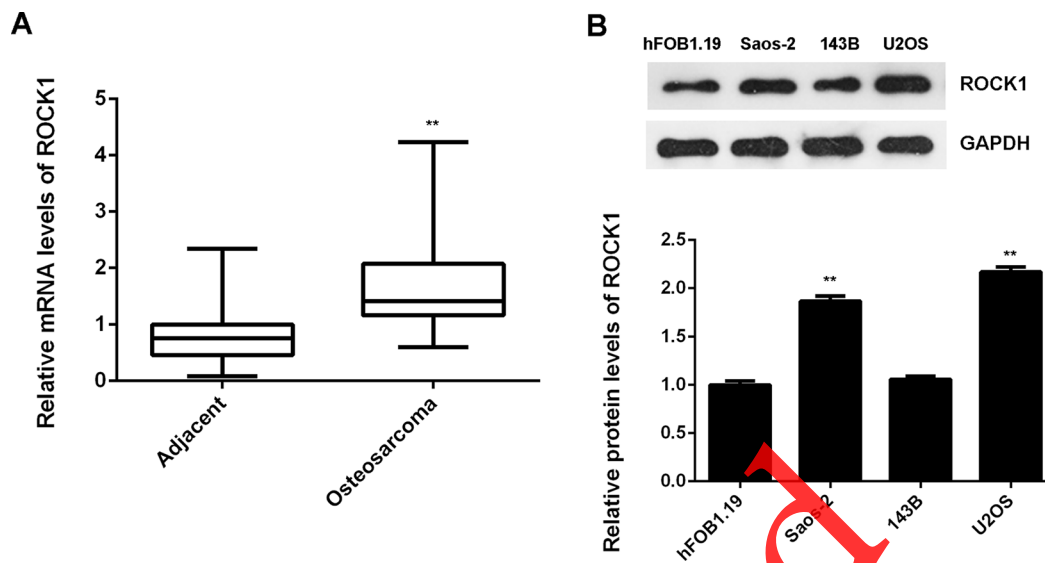 A
Relative mRNA levels of ROCK1
5
4
3
2
1
0
**
Adjacent
Osteosarcoma
B
hFOB1.19 Saos-2 143B U2OS
ROCK1
GAPDH
Relative protein levels of ROCK1
2.5
2.0
1.5
1.0
0.5
0.0
**
**
hFOB1.19
Saos-2
143B
U2OS